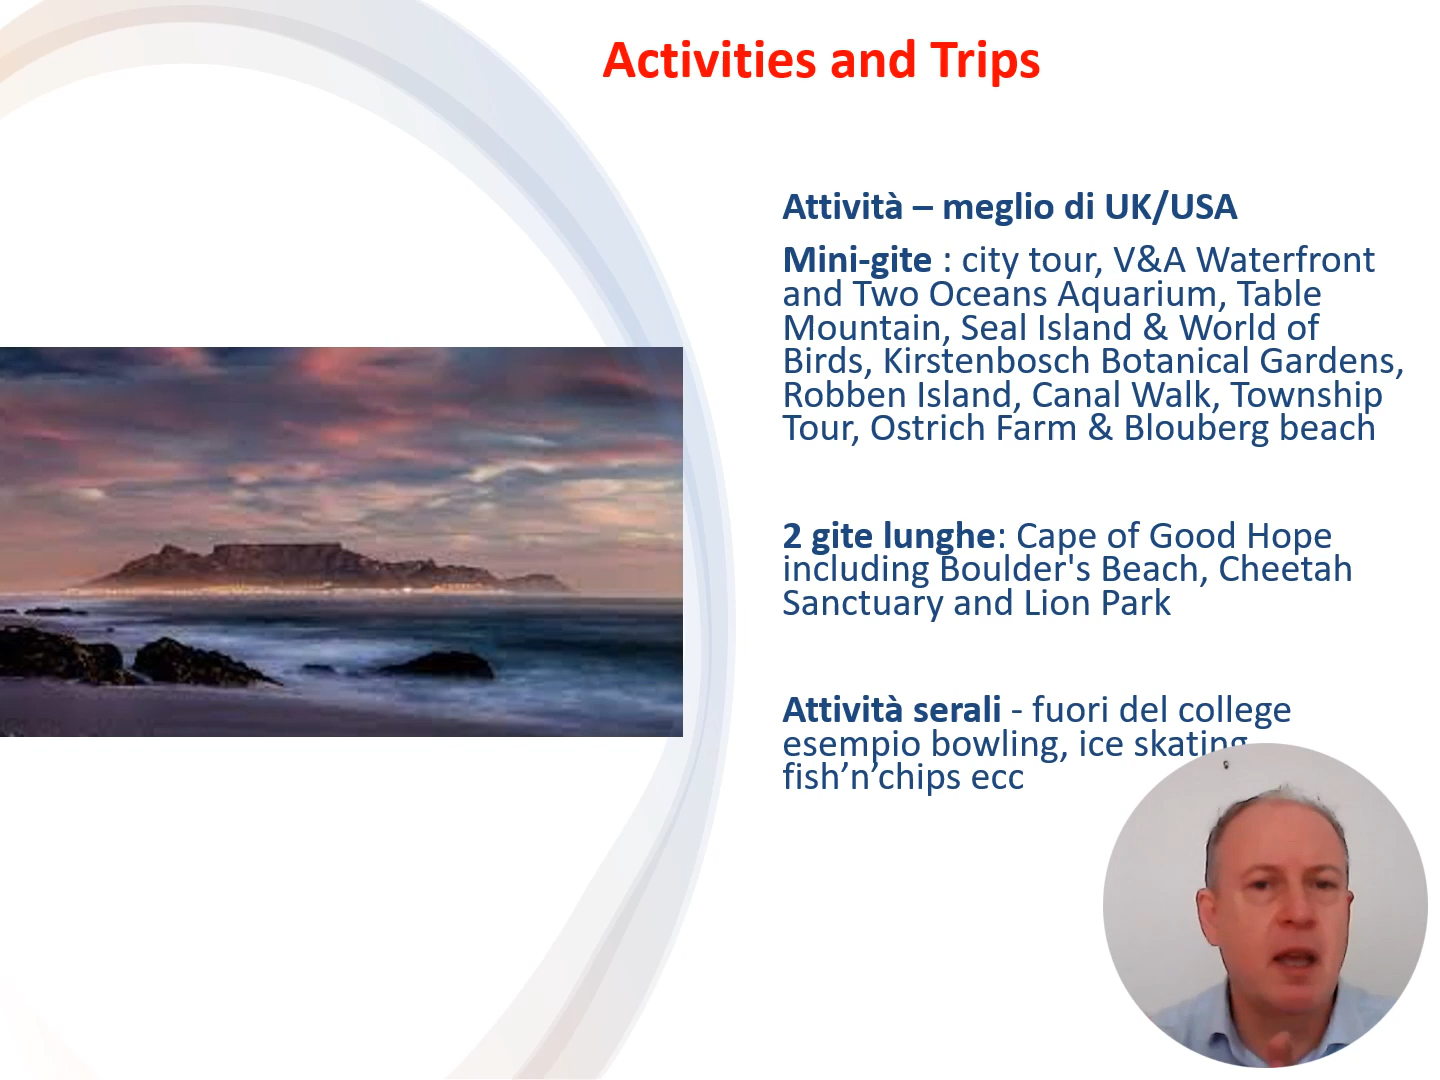 Activities and Trips
Attività – meglio di UK/USA
Mini-gite : city tour, V&A Waterfront
and Two Oceans Aquarium, Table
Mountain, Seal Island & World of
Birds, Kirstenbosch Botanical Gardens,
Robben Island, Canal Walk, Township
Tour, Ostrich Farm & Blouberg beach
2 gite lunghe: Cape of Good Hope
including Boulder's Beach, Cheetah
Sanctuary and Lion Park
Attività serali - fuori del college
esempio bowling, ice skating
fish’n’chips ecc